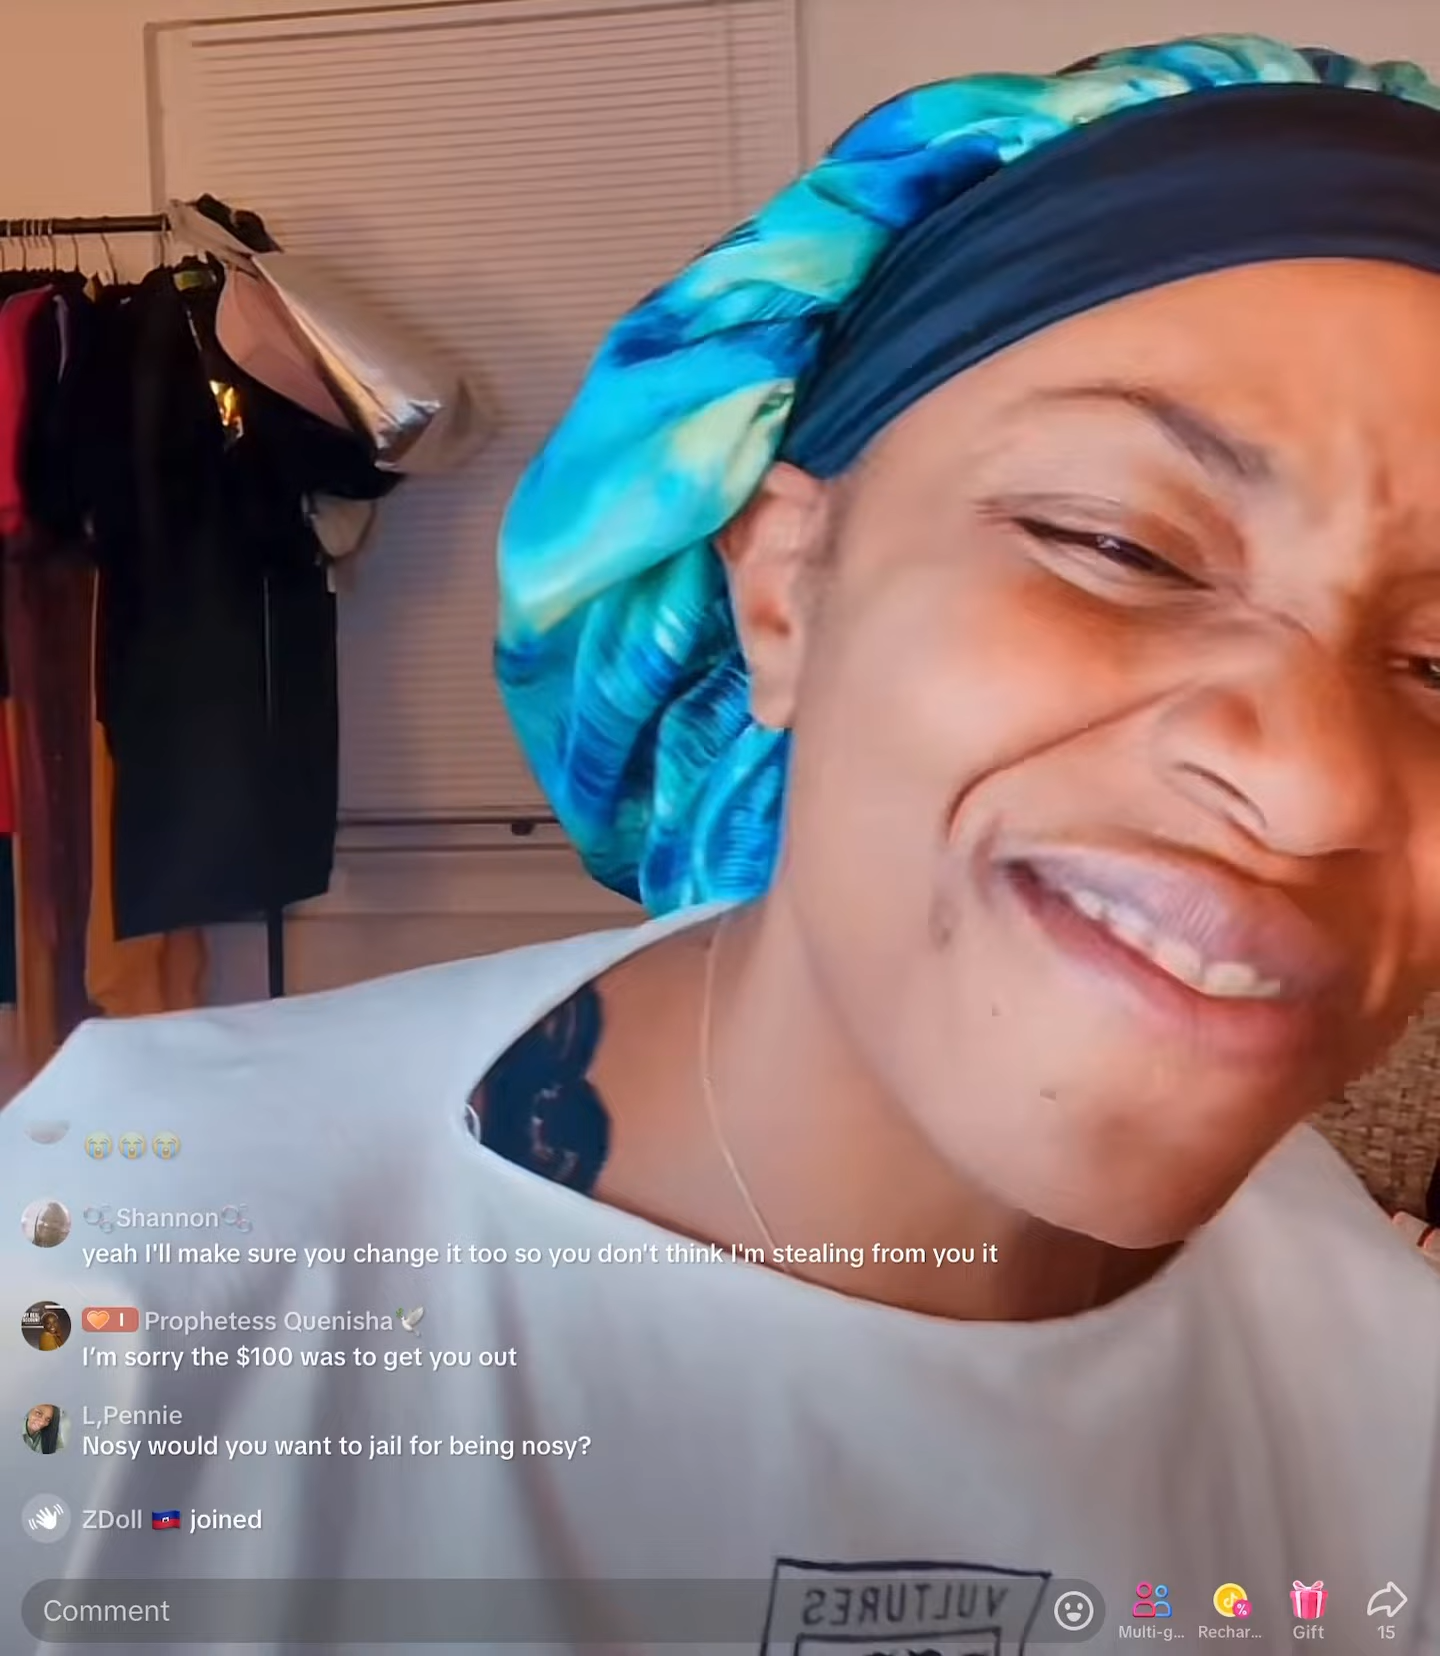 😭😭😭
🫧Shannon🫧
yeah I'll make sure you change it too so you don't think I'm stealing from you it
🧡 I Prophetess Quenisha🕊️
I'm sorry the $100 was to get you out
L,Pennie
Nosy would you want to jail for being nosy?
ZDoll 🇭🇹 joined
VULTURES
Comment
Multi-g...
Rechar...
Gift
15